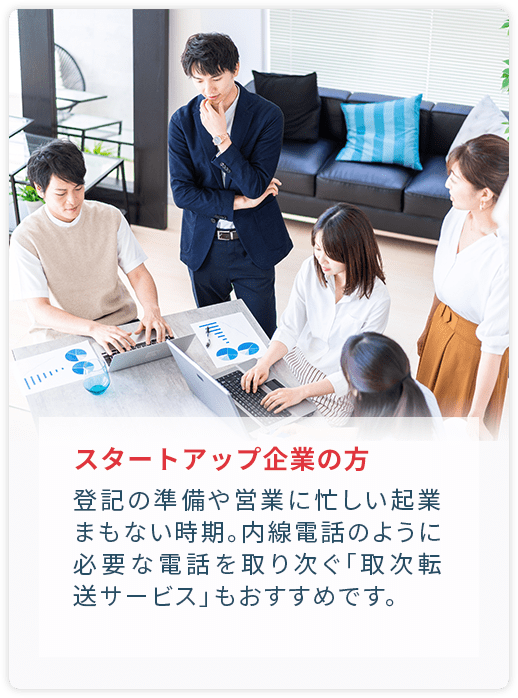 スタートアップ企業の方
登記の準備や営業に忙しい起業
まもない時期。内線電話のように
必要な電話を取り次ぐ「取次転
送サービス」もおすすめです。